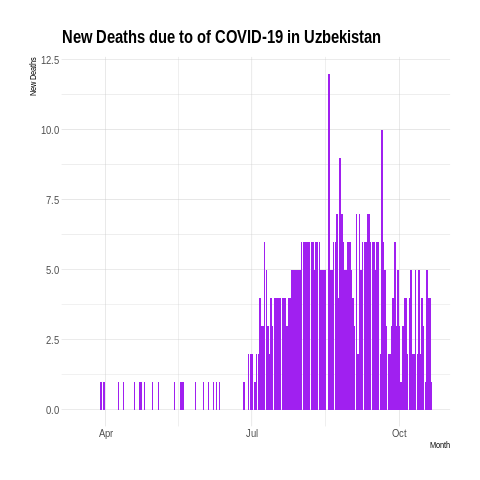 New Deaths due to of COVID-19 in Uzbekistan
New Deaths
12.5
10.0
7.5
5.0
2.5
0.0
Apr
Jul
Oct
Month